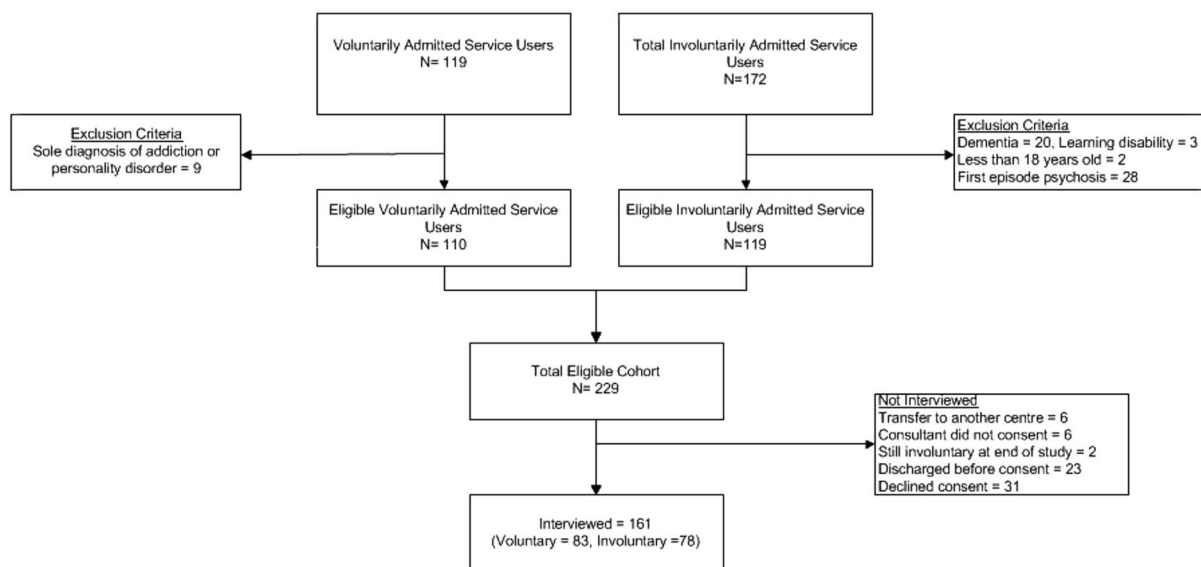 Voluntarily Admitted Service Users
N= 119
Total Involuntarily Admitted Service
Users
N=172
Exclusion Criteria
Sole diagnosis of addiction or
personality disorder = 9
Exclusion Criteria
Dementia = 20, Learning disability = 3
Less than 18 years old = 2
First episode psychosis = 28
Eligible Voluntarily Admitted Service
Users
N= 110
Eligible Involuntarily Admitted Service
Users
N=119
Total Eligible Cohort
N= 229
Not Interviewed
Transfer to another centre = 6
Consultant did not consent = 6
Still involuntary at end of study = 2
Discharged before consent = 23
Declined consent = 31
Interviewed = 161
(Voluntary = 83, Involuntary =78)